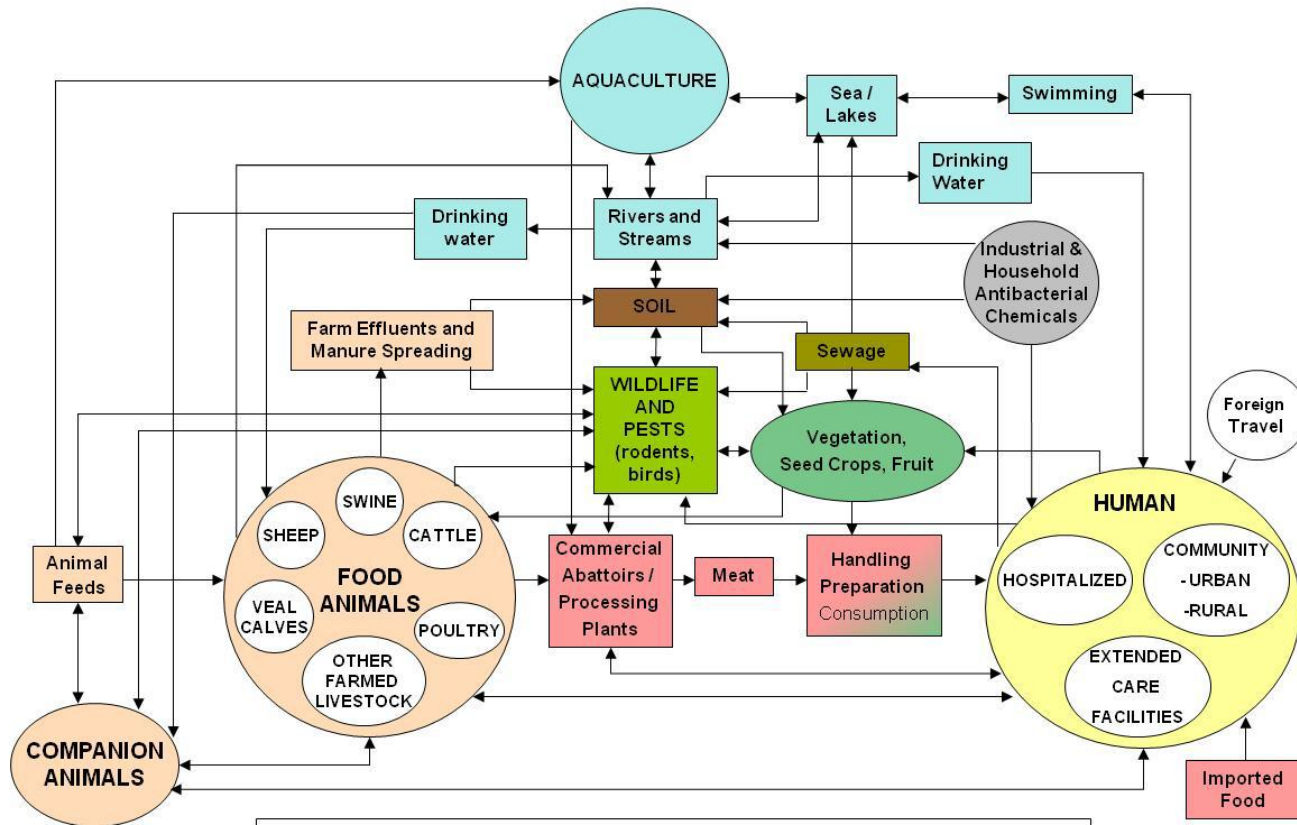 AQUACULTURE
Sea /
Lakes
Swimming
Drinking
Water
Drinking
water
Rivers and
Streams
Industrial &
Household
Antibacterial
Chemicals
SOIL
Farm Effluents and
Manure Spreading
Sewage
WILDLIFE
AND
PESTS
(rodents,
birds)
Vegetation,
Seed Crops, Fruit
Foreign
Travel
SWINE
SHEEP
CATTLE
FOOD
ANIMALS
VEAL
CALVES
POULTRY
OTHER
FARMED
LIVESTOCK
Animal
Feeds
Commercial
Abattoirs /
Processing
Plants
Meat
Handling
Preparation
Consumption
HUMAN
HOSPITALIZED
COMMUNITY
- URBAN
-RURAL
EXTENDED
CARE
FACILITIES
COMPANION
ANIMALS
Imported
Food